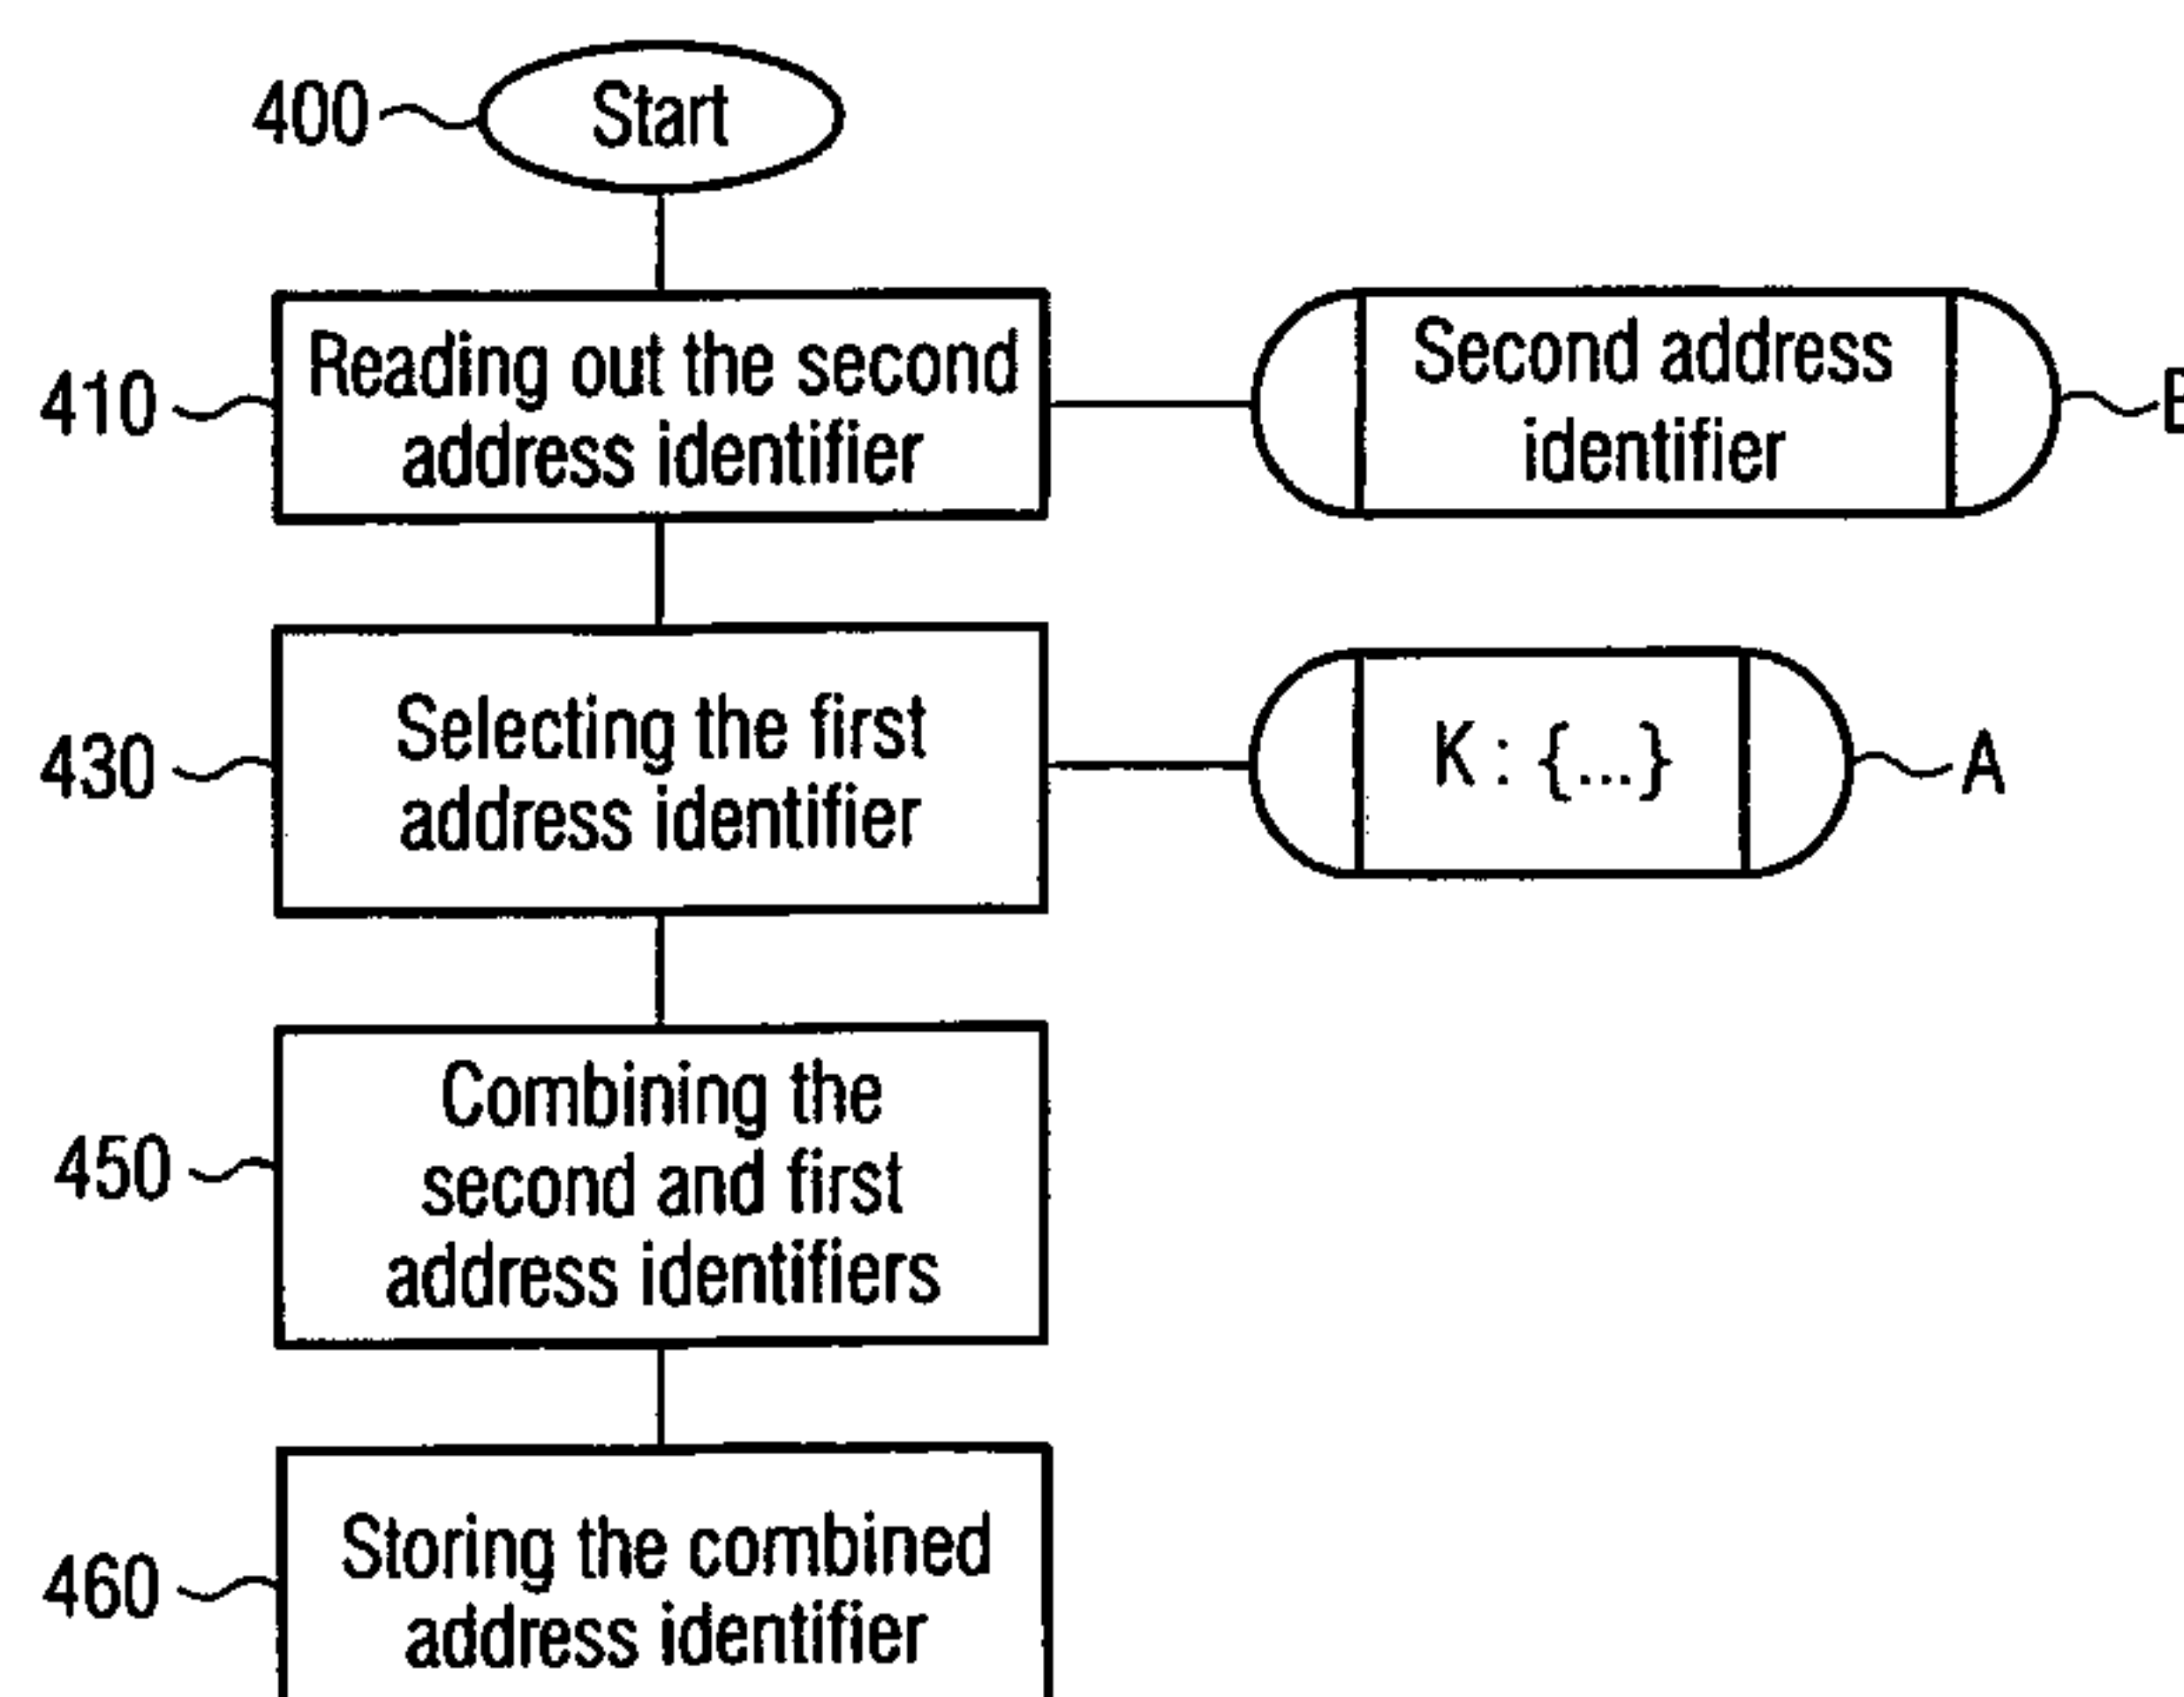 400
Start
410
Reading out the second
address identifier
Second address
identifier
430
Selecting the first
address identifier
K : {...}
A
450
Combining the
second and first
address identifiers
460
Storing the combined
address identifier